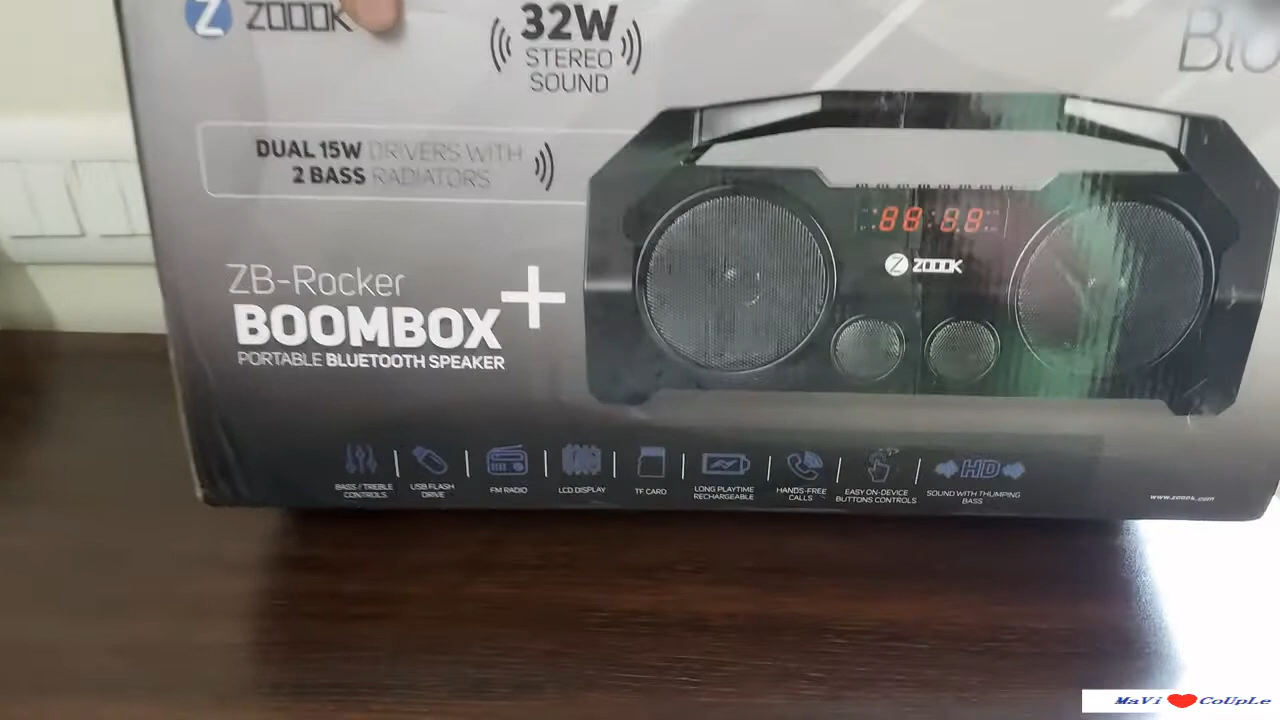 ZOOOK
32W
STEREO
SOUND
DUAL 15W DRIVERS WITH
2 BASS RADIATORS
88:88
ZOOOK
ZB-Rocker
BOOMBOX+
PORTABLE BLUETOOTH SPEAKER
BASS / TREBLE
CONTROLS
USB FLASH
DRIVE
FM RADIO
LCD DISPLAY
TF CARD
LONG PLAYTIME
RECHARGEABLE
HANDS-FREE
CALLS
EASY ON-DEVICE
BUTTONS CONTROLS
HD
SOUND WITH THUMPING
BASS
www.zoook.com
MaVi CoUpLe